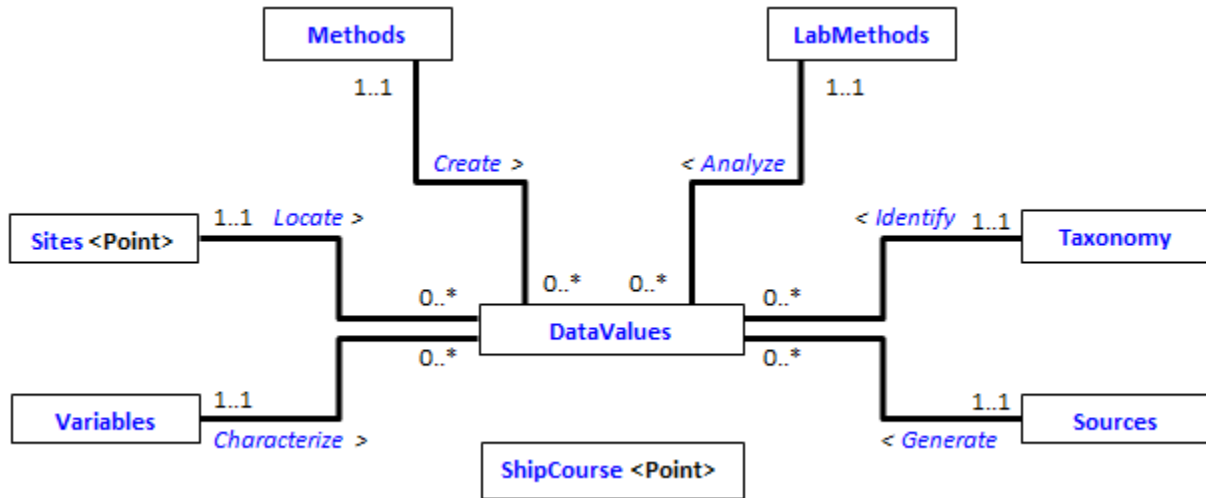 Methods
LabMethods
1..1
1..1
Create >
< Analyze
1..1 Locate >
< Identify 1..1
Sites <Point>
Taxonomy
0..*
0..*
0..*
0..*
DataValues
0..*
0..*
1..1
1..1
Variables
Sources
Characterize >
< Generate
ShipCourse <Point>